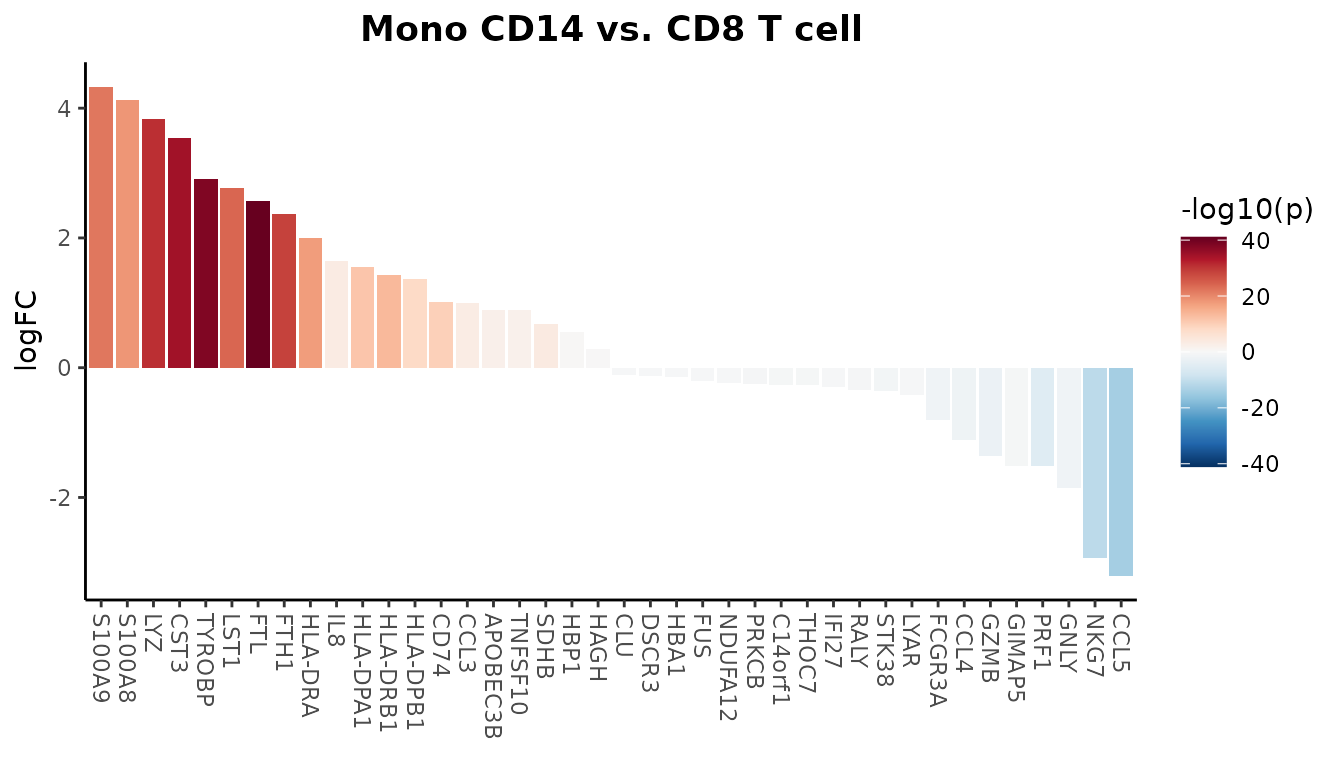 Mono CD14 vs. CD8 T cell
logFC
4
2
0
-2
S100A9
S100A8
LYZ
CST3
TYROBP
LST1
FTL
FTH1
HLA-DRA
IL8
HLA-DPA1
HLA-DRB1
HLA-DPB1
CD74
CCL3
APOBEC3B
TNFSF10
SDHB
HBP1
HAGH
CLU
DSCR3
HBA1
FUS
NDUFA12
PRKCB
C14orf1
THOC7
IFI27
RALY
STK38
LYAR
FCGR3A
CCL4
GZMB
GIMAP5
PRF1
GNLY
NKG7
CCL5
-log10(p)
40
20
0
-20
-40